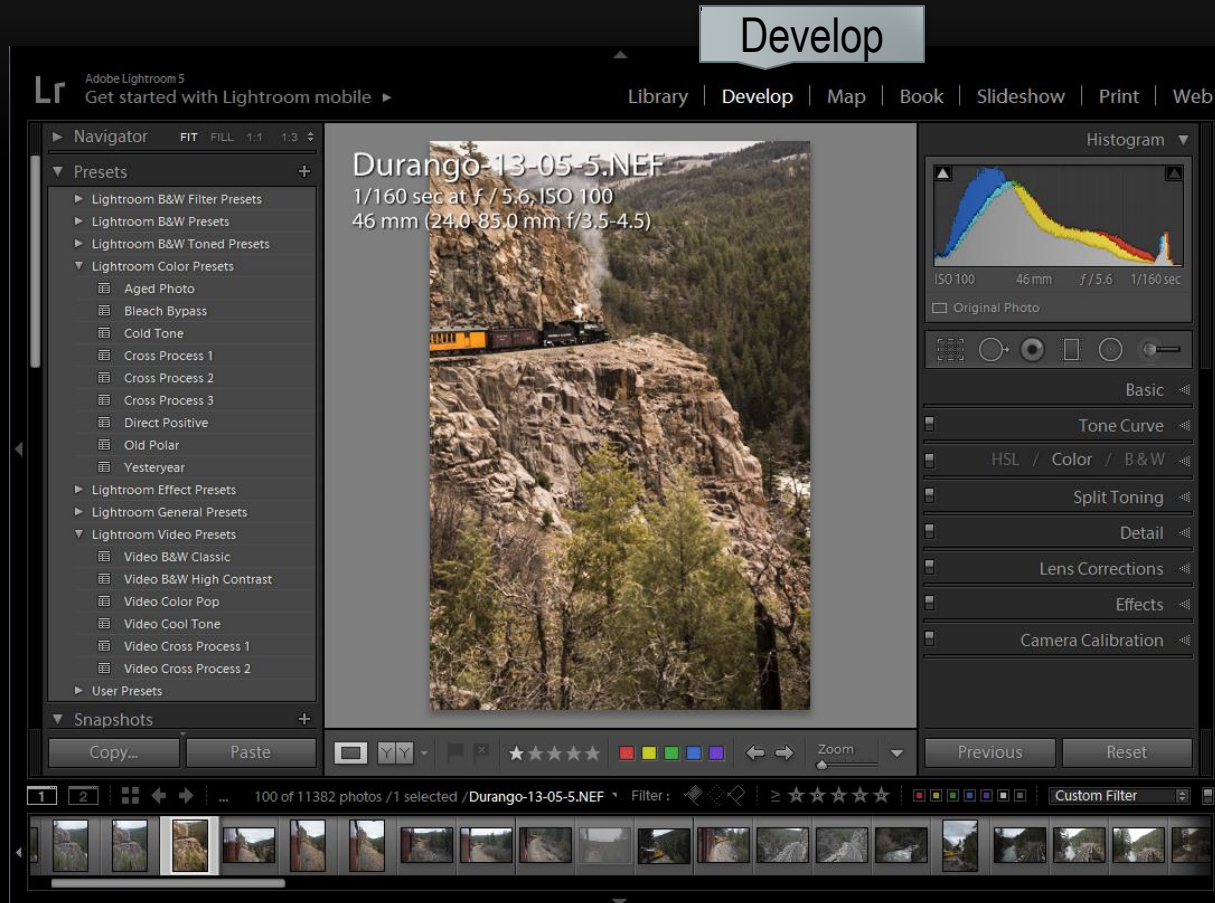 Develop
Lr
Adobe Lightroom 5
Get started with Lightroom mobile
Library | Develop | Map | Book | Slideshow | Print | Web
Navigator FIT FILL 1:1 1:3
Presets +
Lightroom B&W Filter Presets
Lightroom B&W Presets
Lightroom B&W Toned Presets
Lightroom Color Presets
Aged Photo
Bleach Bypass
Cold Tone
Cross Process 1
Cross Process 2
Cross Process 3
Direct Positive
Old Polar
Yesteryear
Lightroom Effect Presets
Lightroom General Presets
Lightroom Video Presets
Video B&W Classic
Video B&W High Contrast
Video Color Pop
Video Cool Tone
Video Cross Process 1
Video Cross Process 2
User Presets
Snapshots +
Copy... Paste
Durango-13-05-5.NEF
1/160 sec at ƒ / 5.6, ISO 100
46 mm (24.0-85.0 mm f/3.5-4.5)
Histogram
ISO 100 46 mm ƒ / 5.6 1/160 sec
Original Photo
Basic
Tone Curve
HSL / Color / B & W
Split Toning
Detail
Lens Corrections
Effects
Camera Calibration
YY Zoom
Previous Reset
1 2 ... 100 of 11382 photos /1 selected /Durango-13-05-5.NEF Filter : ≥ Custom Filter